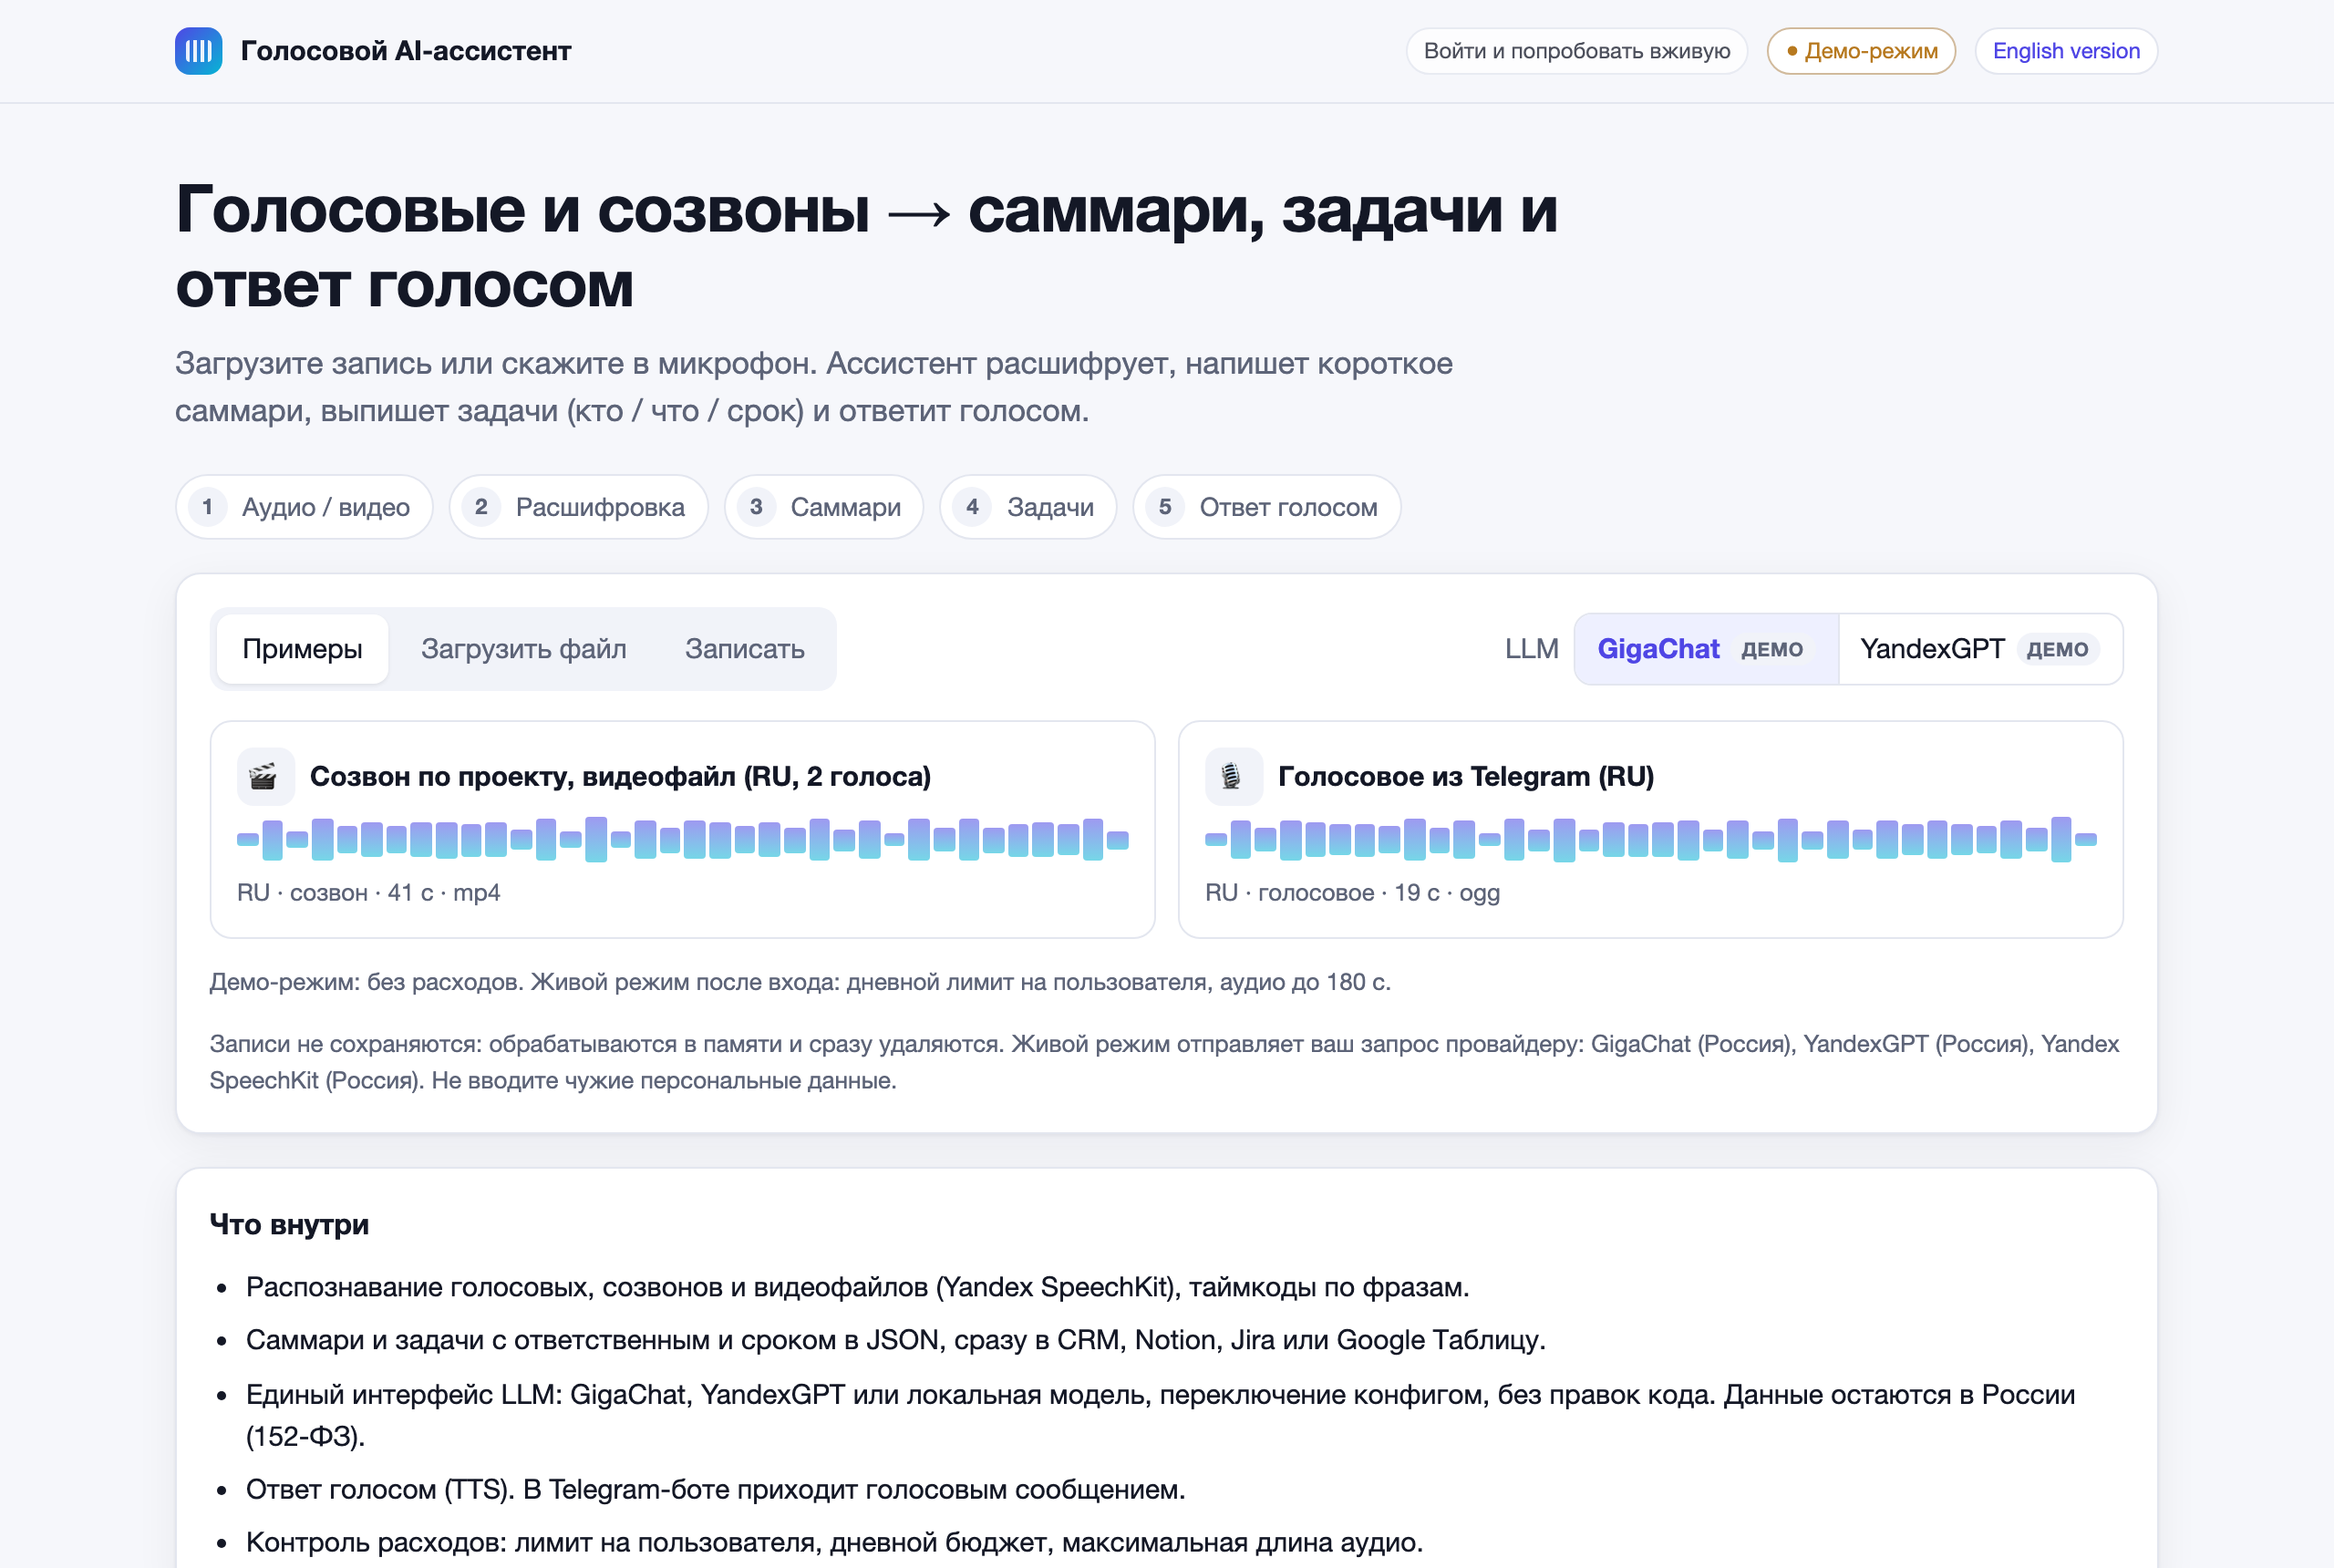 Голосовой AI-ассистент
Войти и попробовать вживую
Демо-режим
English version
Голосовые и созвоны → саммари, задачи и
ответ голосом
Загрузите запись или скажите в микрофон. Ассистент расшифрует, напишет короткое
саммари, выпишет задачи (кто / что / срок) и ответит голосом.
1 Аудио / видео
2 Расшифровка
3 Саммари
4 Задачи
5 Ответ голосом
Примеры
Загрузить файл
Записать
LLM
GigaChat ДЕМО
YandexGPT ДЕМО
Созвон по проекту, видеофайл (RU, 2 голоса)
RU · созвон · 41 с · mp4
Голосовое из Telegram (RU)
RU · голосовое · 19 с · ogg
Демо-режим: без расходов. Живой режим после входа: дневной лимит на пользователя, аудио до 180 с.
Записи не сохраняются: обрабатываются в памяти и сразу удаляются. Живой режим отправляет ваш запрос провайдеру: GigaChat (Россия), YandexGPT (Россия), Yandex
SpeechKit (Россия). Не вводите чужие персональные данные.
Что внутри
• Распознавание голосовых, созвонов и видеофайлов (Yandex SpeechKit), таймкоды по фразам.
• Саммари и задачи с ответственным и сроком в JSON, сразу в CRM, Notion, Jira или Google Таблицу.
• Единый интерфейс LLM: GigaChat, YandexGPT или локальная модель, переключение конфигом, без правок кода. Данные остаются в России
(152-ФЗ).
• Ответ голосом (TTS). В Telegram-боте приходит голосовым сообщением.
• Контроль расходов: лимит на пользователя, дневной бюджет, максимальная длина аудио.